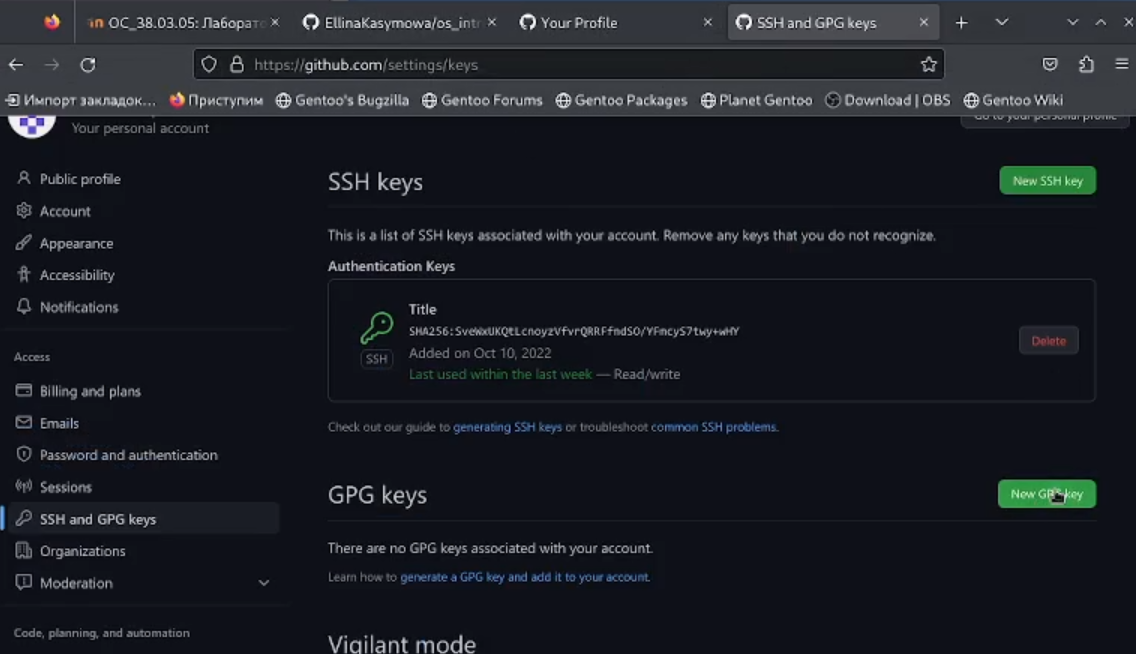 OC_38.03.05: Лаборато
EllinaKasymowa/os_intr
Your Profile
SSH and GPG keys
https://github.com/settings/keys
Импорт закладок...
Приступим
Gentoo's Bugzilla
Gentoo Forums
Gentoo Packages
Planet Gentoo
Download | OBS
Gentoo Wiki
Your personal account
Go to your personal profile
Public profile
Account
Appearance
Accessibility
Notifications
Access
Billing and plans
Emails
Password and authentication
Sessions
SSH and GPG keys
Organizations
Moderation
Code, planning, and automation
SSH keys
New SSH key
This is a list of SSH keys associated with your account. Remove any keys that you do not recognize.
Authentication Keys
SSH
Title
SHA256:SveWxUKQtLcnoyzVfvrQRRFfmdSO/YFmcyS7twy+wHY
Added on Oct 10, 2022
Last used within the last week — Read/write
Delete
Check out our guide to generating SSH keys or troubleshoot common SSH problems.
GPG keys
New GPG key
There are no GPG keys associated with your account.
Learn how to generate a GPG key and add it to your account.
Vigilant mode